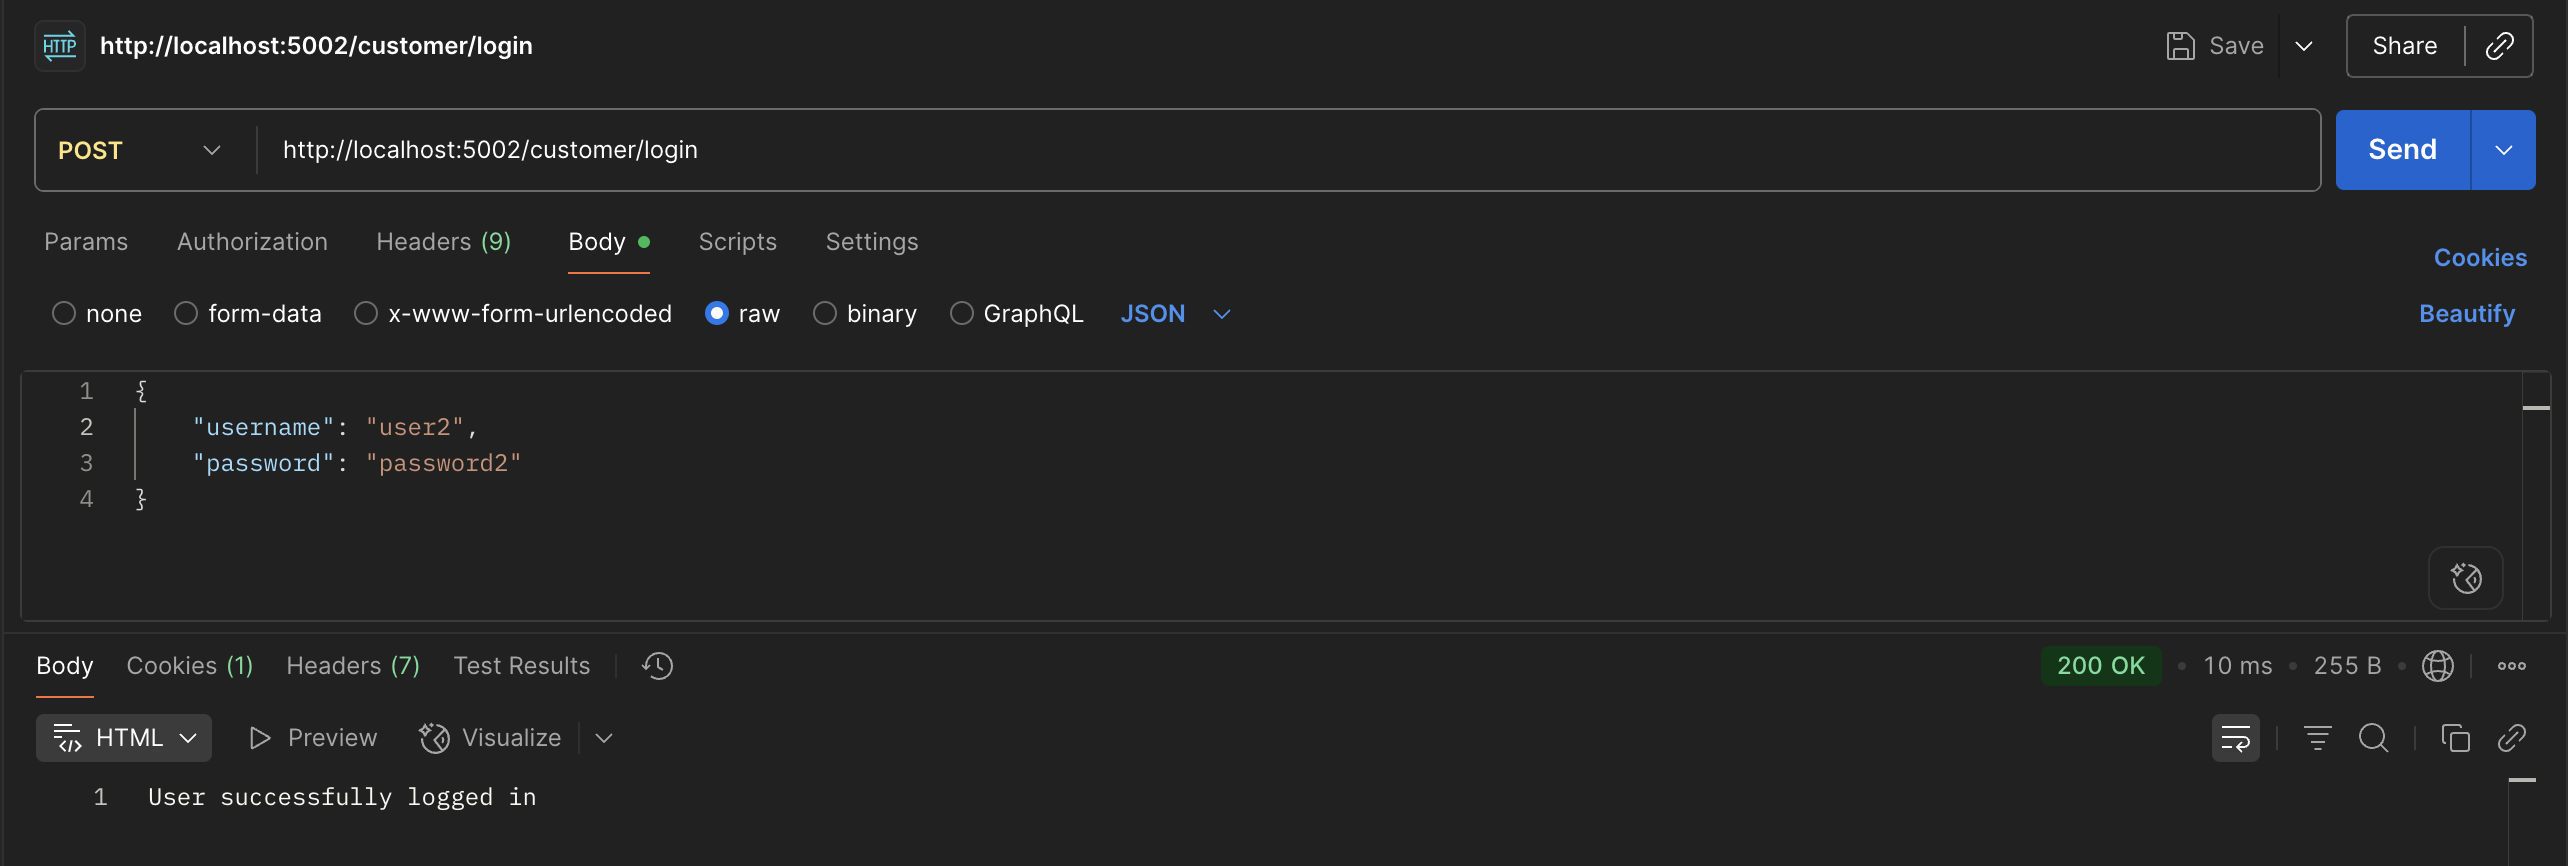 HTTP http://localhost:5002/customer/login Save Share
POST http://localhost:5002/customer/login Send
Params Authorization Headers (9) Body Scripts Settings Cookies
none form-data x-www-form-urlencoded raw binary GraphQL JSON Beautify
1 {
2 "username": "user2",
3 "password": "password2"
4 }
Body Cookies (1) Headers (7) Test Results 200 OK • 10 ms • 255 B •
HTML Preview Visualize
1 User successfully logged in